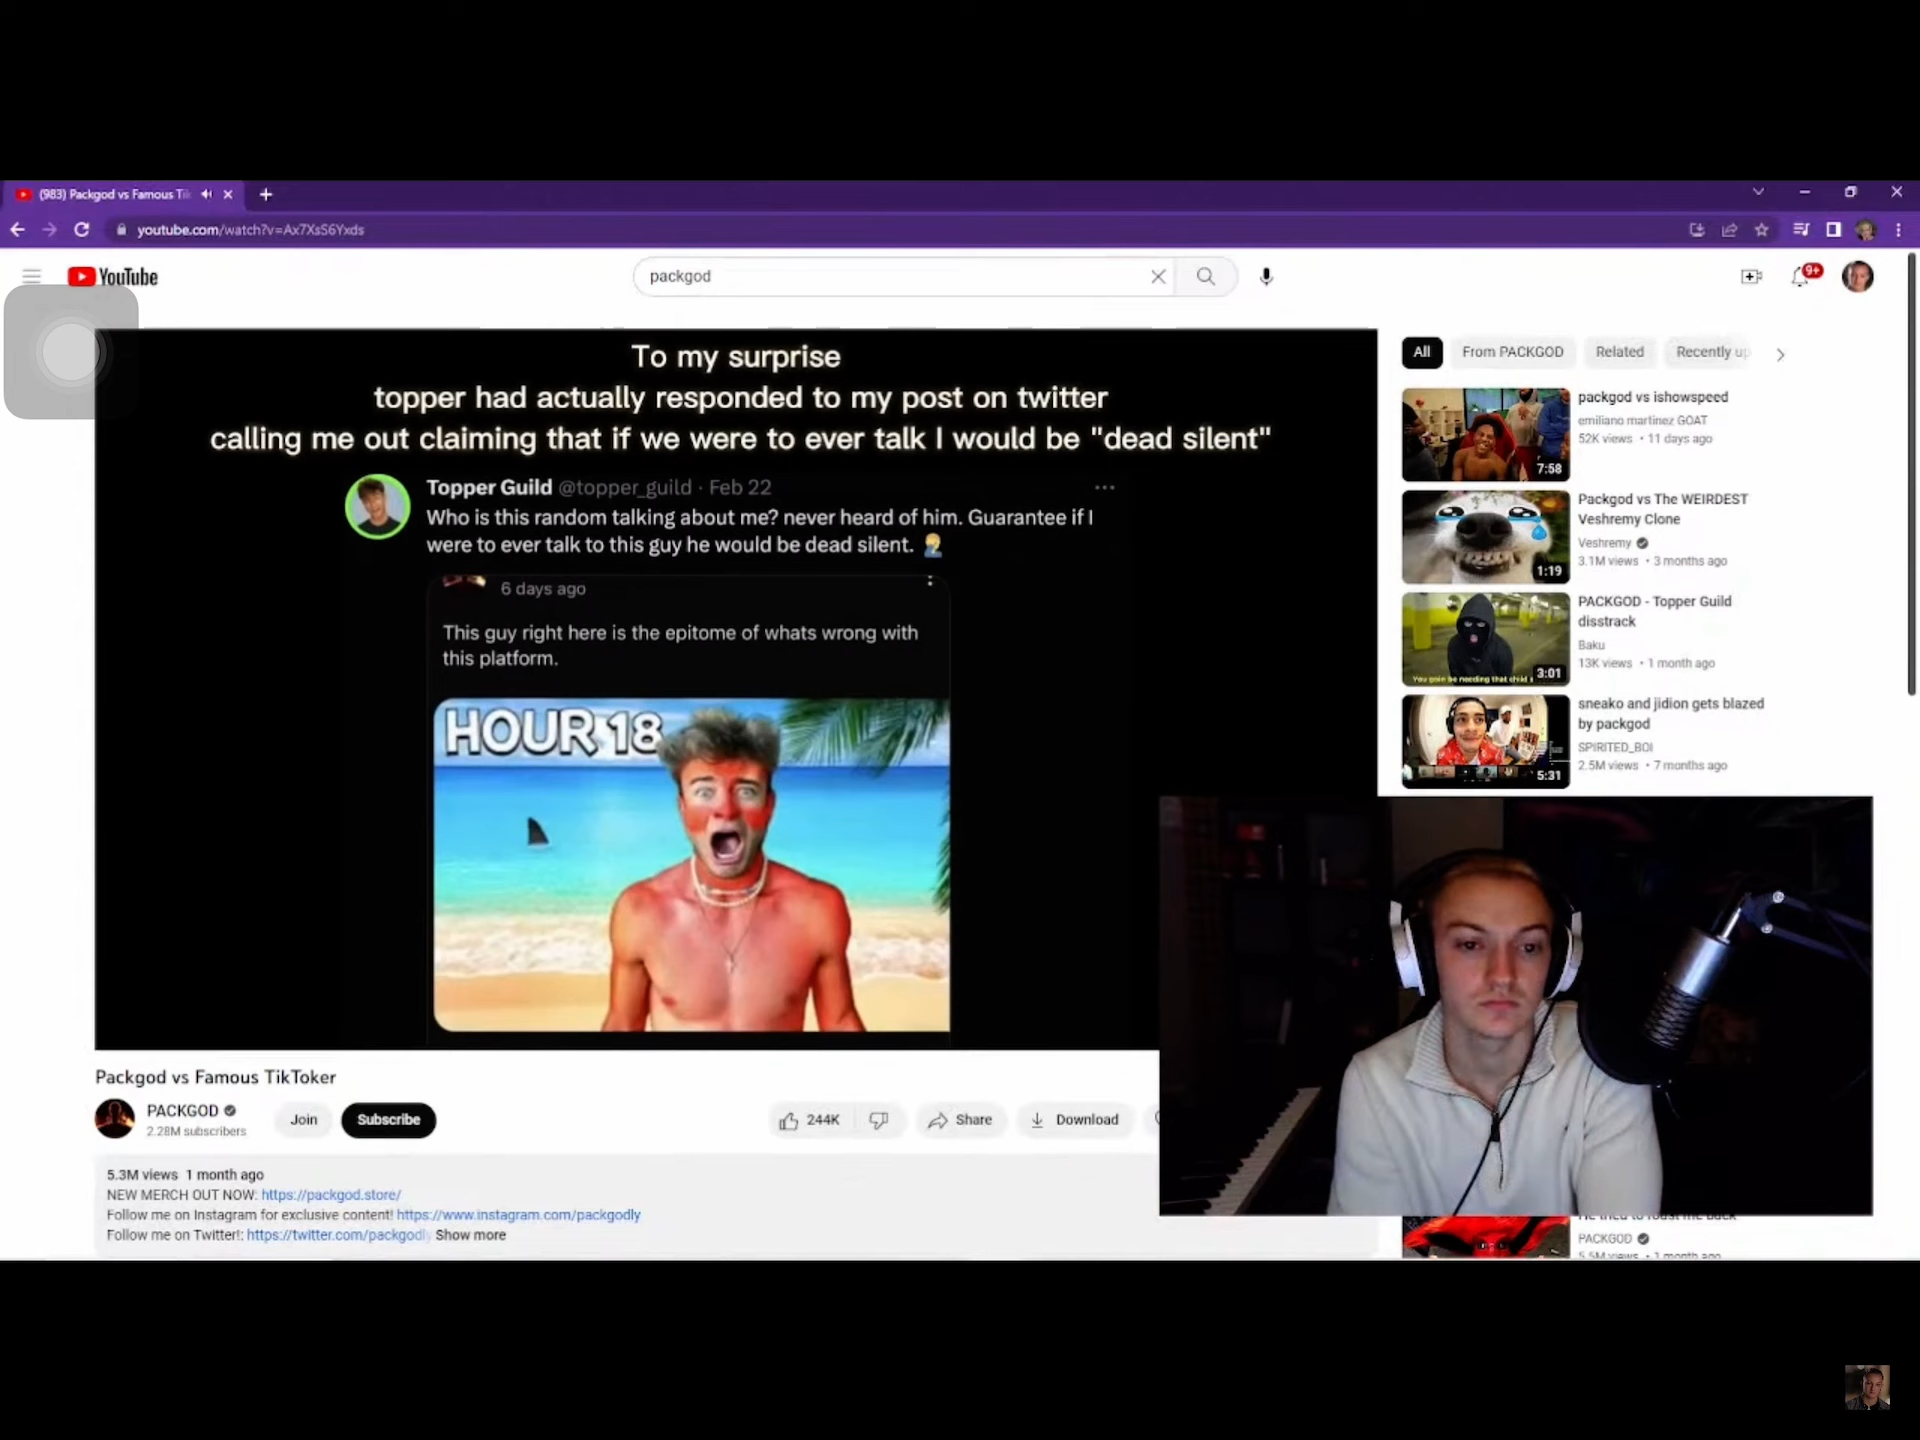 (983) Packgod vs Famous Tik
youtube.com/watch?v=Ax7XsS6Yxds
YouTube
packgod
9+
To my surprise
topper had actually responded to my post on twitter
calling me out claiming that if we were to ever talk I would be "dead silent"
Topper Guild @topper_guild · Feb 22
Who is this random talking about me? never heard of him. Guarantee if I
were to ever talk to this guy he would be dead silent. 🤦
6 days ago
This guy right here is the epitome of whats wrong with
this platform.
HOUR 18
Packgod vs Famous TikToker
PACKGOD
2.28M subscribers
Join
Subscribe
244K
Share
Download
5.3M views 1 month ago
NEW MERCH OUT NOW: https://packgod.store/
Follow me on Instagram for exclusive content! https://www.instagram.com/packgodly
Follow me on Twitter!: https://twitter.com/packgodl Show more
All
From PACKGOD
Related
Recently up
packgod vs ishowspeed
emiliano martinez GOAT
52K views • 11 days ago
7:58
Packgod vs The WEIRDEST
Veshremy Clone
Veshremy
3.1M views • 3 months ago
1:19
PACKGOD - Topper Guild
disstrack
Baku
13K views • 1 month ago
3:01
You goin be needing that child
sneako and jidion gets blazed
by packgod
SPIRITED_BOI
2.5M views • 7 months ago
5:31
He tried to roast me back
PACKGOD
5.5M views • 1 month ago